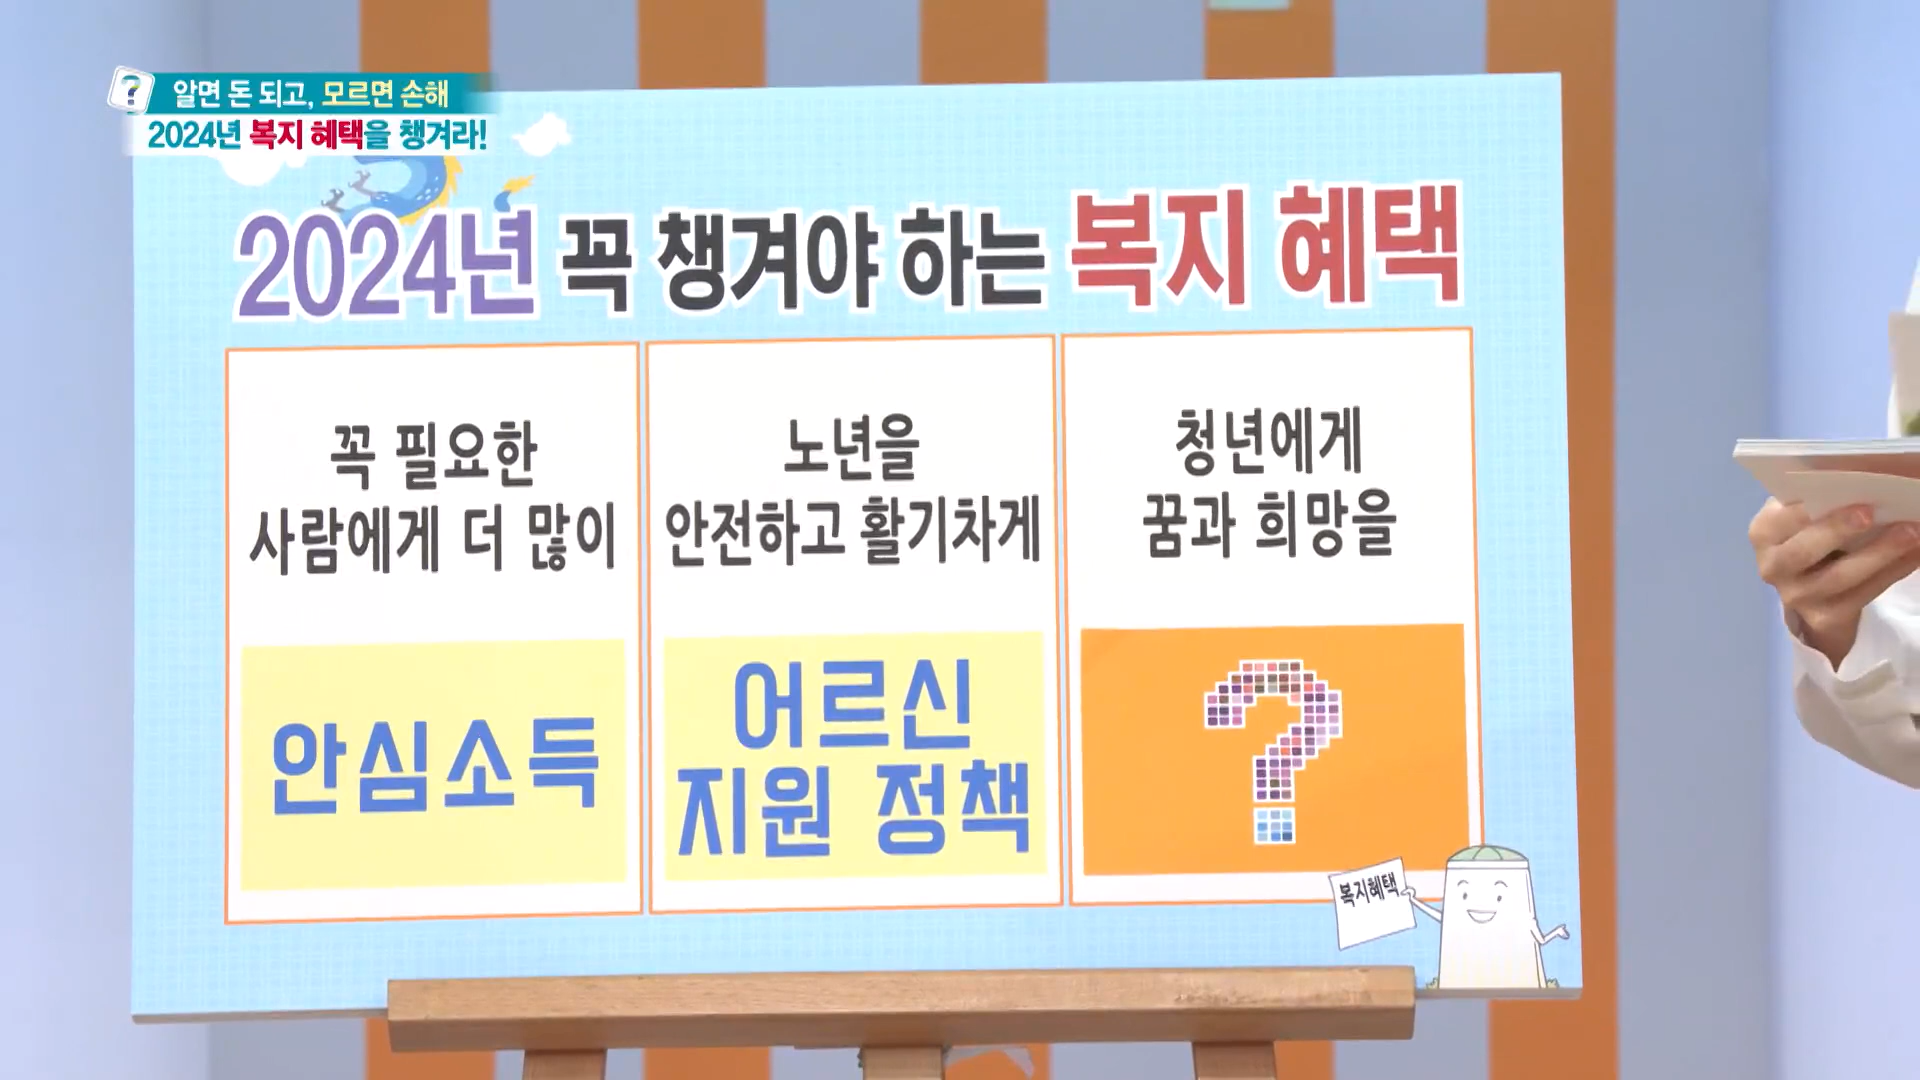 ?
알면 돈 되고, 모르면 손해
2024년 복지 혜택을 챙겨라!
2024년 꼭 챙겨야 하는 복지 혜택
꼭 필요한
사람에게 더 많이
안심소득
노년을
안전하고 활기차게
어르신
지원 정책
청년에게
꿈과 희망을
?
복지혜택